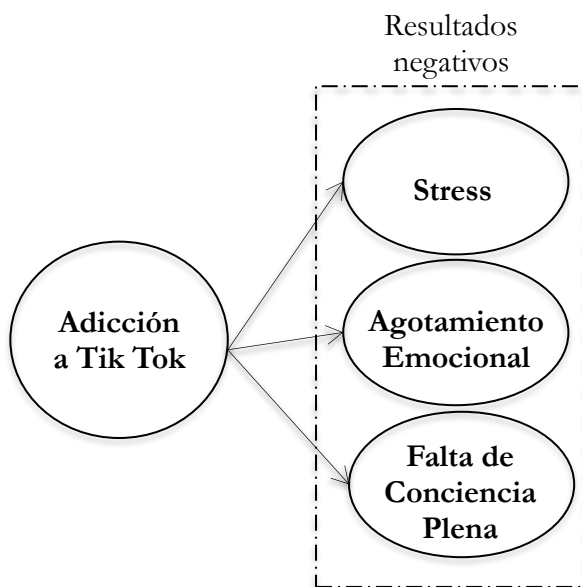 Resultados
negativos
Stress
Adicción
a Tik Tok
Agotamiento
Emocional
Falta de
Conciencia
Plena